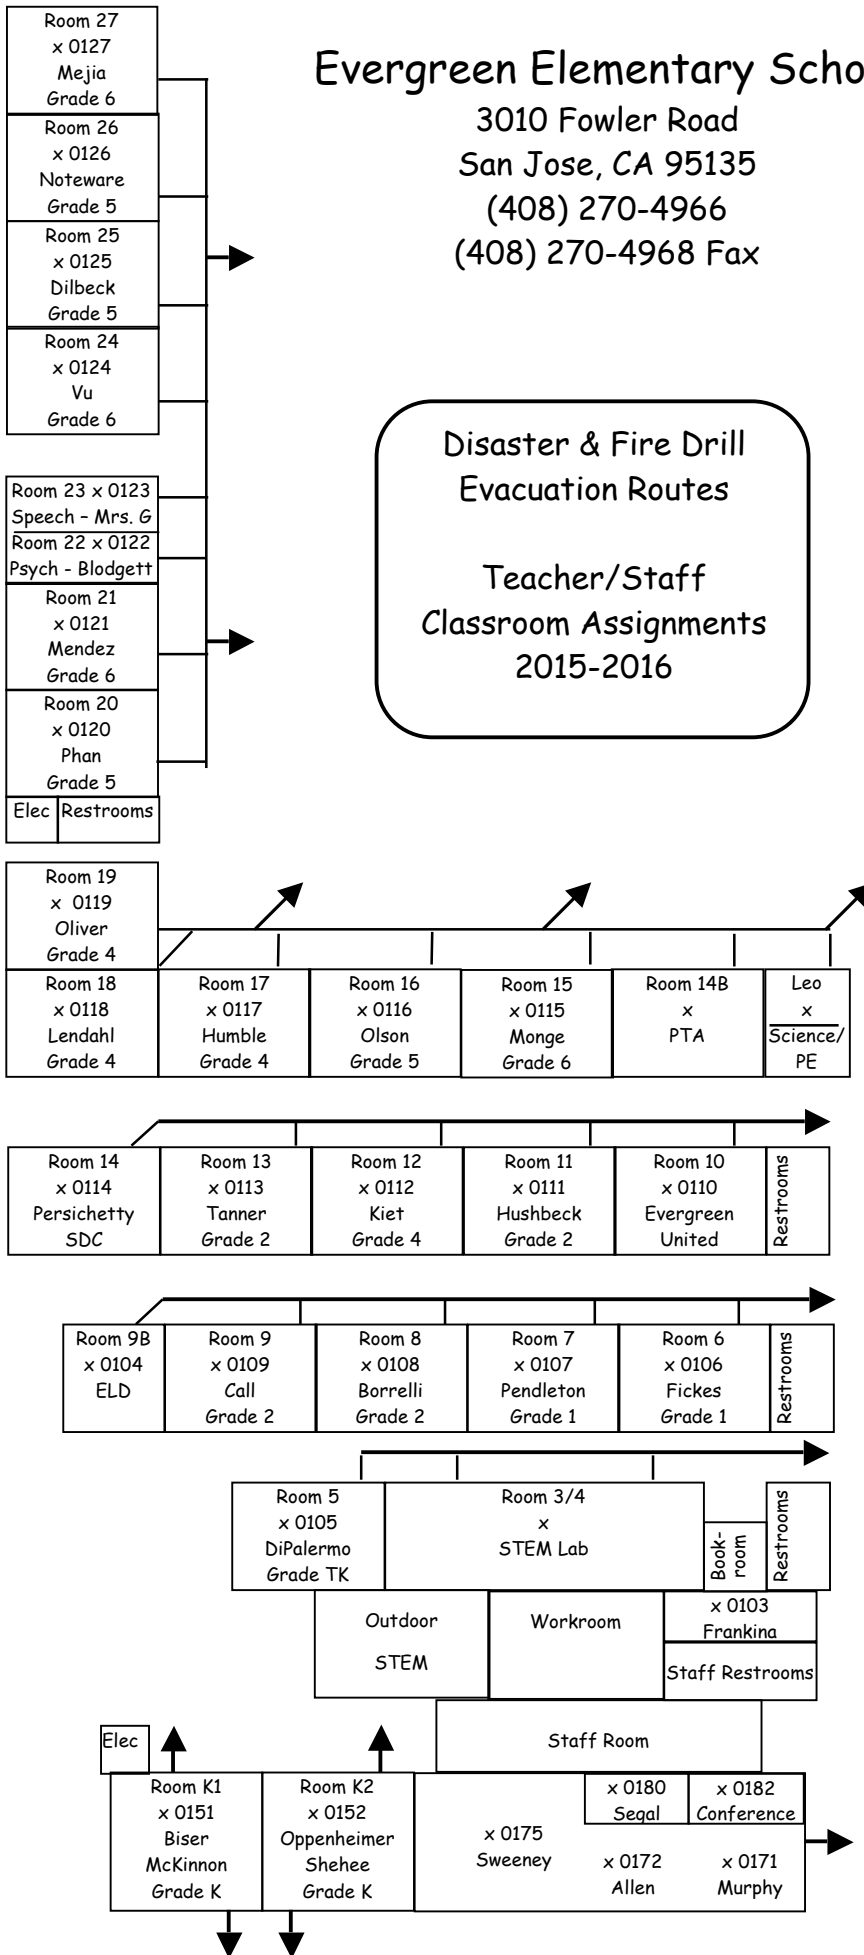 Evergreen Elementary Scho
3010 Fowler Road
San Jose, CA 95135
(408) 270-4966
(408) 270-4968 Fax
Disaster & Fire Drill
Evacuation Routes
Teacher/Staff
Classroom Assignments
2015-2016
Room 27
x 0127
Mejia
Grade 6
Room 26
x 0126
Noteware
Grade 5
Room 25
x 0125
Dilbeck
Grade 5
Room 24
x 0124
Vu
Grade 6
Room 23 x 0123
Speech – Mrs. G
Room 22 x 0122
Psych - Blodgett
Room 21
x 0121
Mendez
Grade 6
Room 20
x 0120
Phan
Grade 5
Elec
Restrooms
Room 19
x 0119
Oliver
Grade 4
Room 18
x 0118
Lendahl
Grade 4
Room 17
x 0117
Humble
Grade 4
Room 16
x 0116
Olson
Grade 5
Room 15
x 0115
Monge
Grade 6
Room 14B
x
PTA
Leo
x
Science/
PE
Room 14
x 0114
Persichetty
SDC
Room 13
x 0113
Tanner
Grade 2
Room 12
x 0112
Kiet
Grade 4
Room 11
x 0111
Hushbeck
Grade 2
Room 10
x 0110
Evergreen
United
Restrooms
Room 9B
x 0104
ELD
Room 9
x 0109
Call
Grade 2
Room 8
x 0108
Borrelli
Grade 2
Room 7
x 0107
Pendleton
Grade 1
Room 6
x 0106
Fickes
Grade 1
Restrooms
Room 5
x 0105
DiPalermo
Grade TK
Room 3/4
x
STEM Lab
Book-
room
Restrooms
Outdoor
STEM
Workroom
x 0103
Frankina
Staff Restrooms
Staff Room
Elec
Room K1
x 0151
Biser
McKinnon
Grade K
Room K2
x 0152
Oppenheimer
Shehee
Grade K
x 0175
Sweeney
x 0180
Segal
x 0182
Conference
x 0172
Allen
x 0171
Murphy